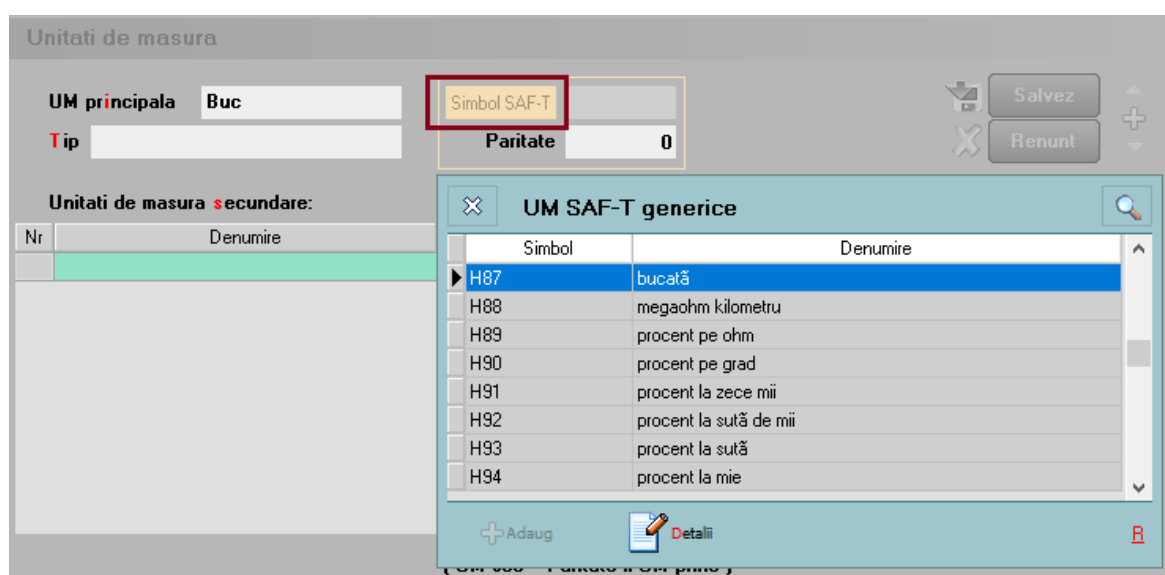 Unitati de masura
UM principala Buc Simbol SAF-T Salvez
Tip Paritate 0 Renunt
Unitati de masura secundare:
UM SAF-T generice
Nr Denumire
Simbol Denumire
H87 bucată
H88 megaohm kilometru
H89 procent pe ohm
H90 procent pe grad
H91 procent la zece mii
H92 procent la sută de mii
H93 procent la sută
H94 procent la mie
Adaug Detalii R